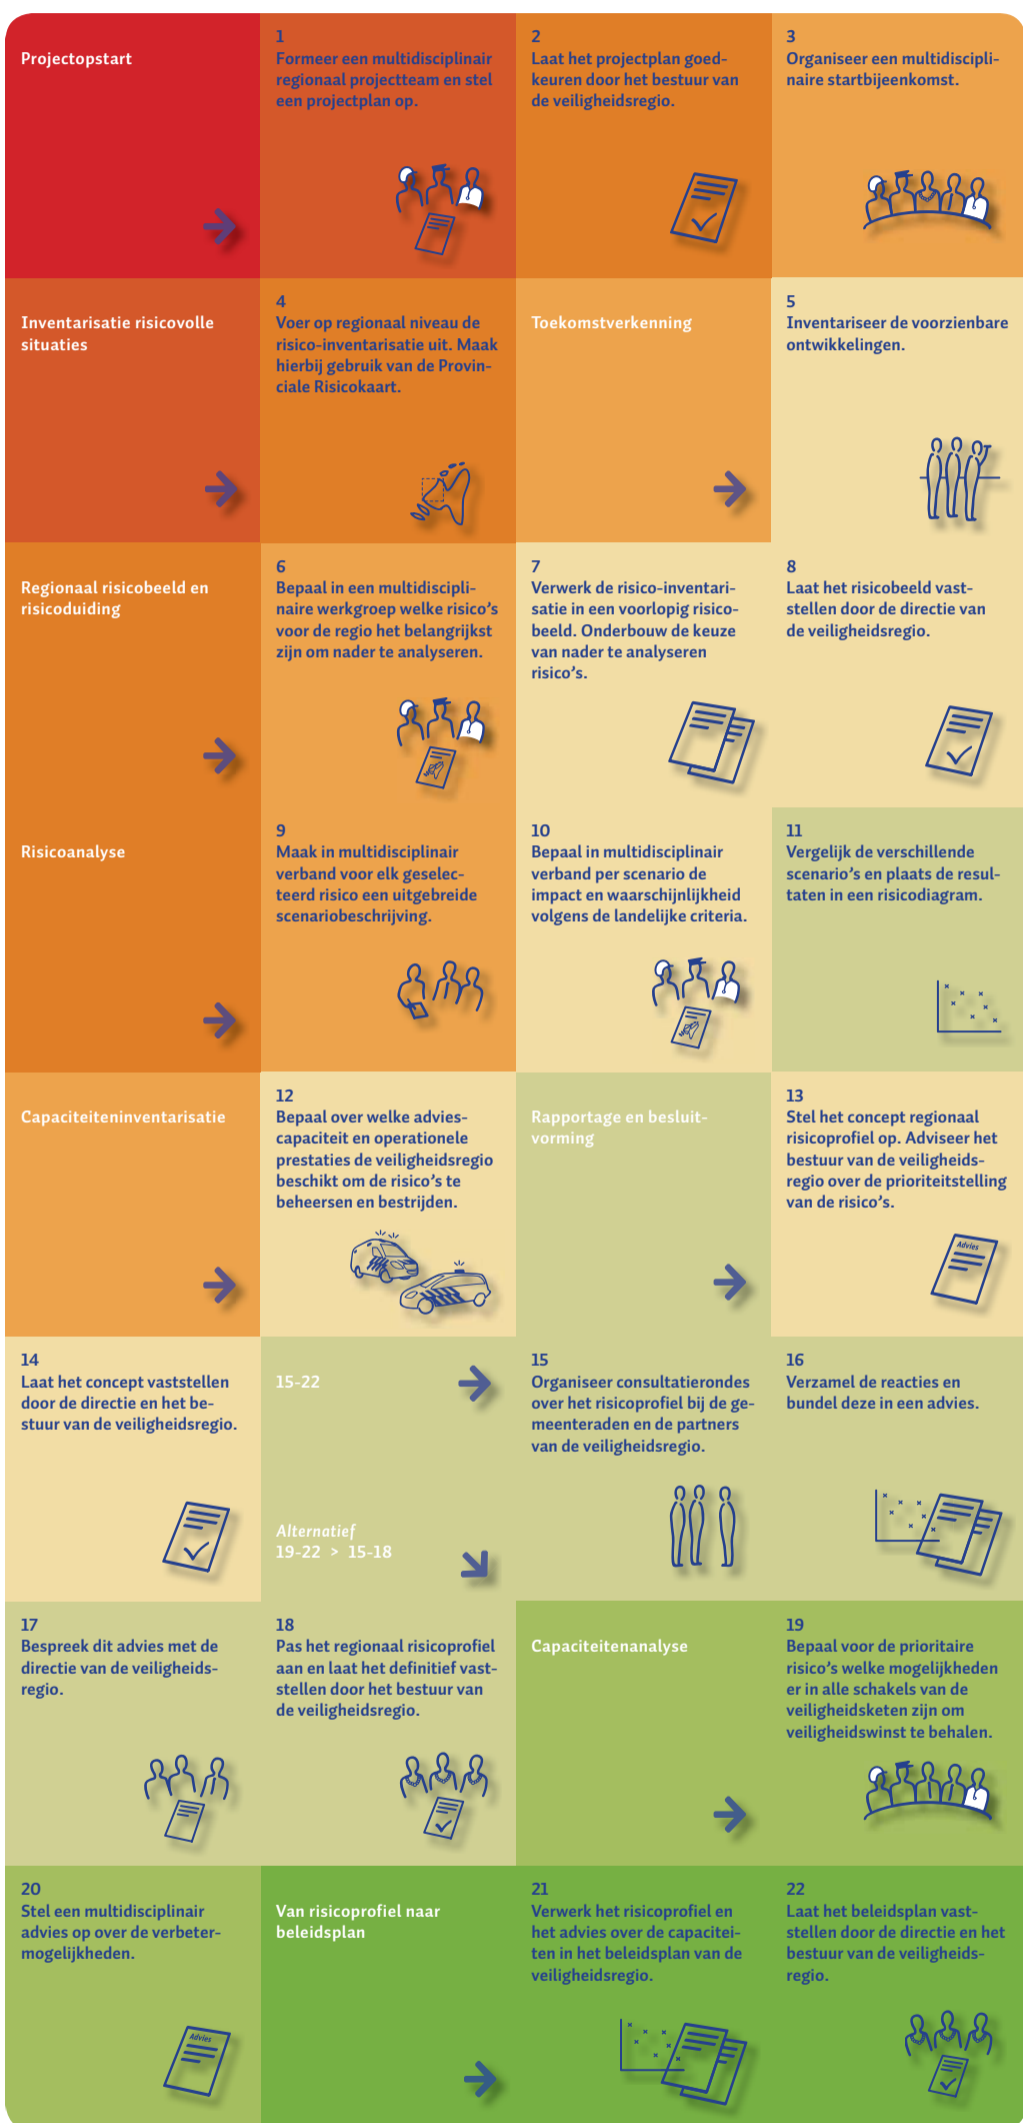 Projectopstart
1
Formeer een multidisciplinair
regionaal projectteam en stel
een projectplan op.
2
Laat het projectplan goed-
keuren door het bestuur van
de veiligheidsregio.
3
Organiseer een multidiscipli-
naire startbijeenkomst.
Inventarisatie risicovolle
situaties
4
Voer op regionaal niveau de
risico-inventarisatie uit. Maak
hierbij gebruik van de Provin-
ciale Risicokaart.
Toekomstverkenning
5
Inventariseer de voorzienbare
ontwikkelingen.
Regionaal risicobeeld en
risicoduiding
6
Bepaal in een multidiscipli-
naire werkgroep welke risico's
voor de regio het belangrijkst
zijn om nader te analyseren.
7
Verwerk de risico-inventari-
satie in een voorlopig risico-
beeld. Onderbouw de keuze
van nader te analyseren
risico's.
8
Laat het risicobeeld vast-
stellen door de directie van
de veiligheidsregio.
Risicoanalyse
9
Maak in multidisciplinair
verband voor elk geselec-
teerd risico een uitgebreide
scenariobeschrijving.
10
Bepaal in multidisciplinair
verband per scenario de
impact en waarschijnlijkheid
volgens de landelijke criteria.
11
Vergelijk de verschillende
scenario's en plaats de resul-
taten in een risicodiagram.
Capaciteiteninventarisatie
12
Bepaal over welke advies-
capaciteit en operationele
prestaties de veiligheidsregio
beschikt om de risico's te
beheersen en bestrijden.
Rapportage en besluit-
vorming
13
Stel het concept regionaal
risicoprofiel op. Adviseer het
bestuur van de veiligheids-
regio over de prioriteitstelling
van de risico's.
Advies
14
Laat het concept vaststellen
door de directie en het be-
stuur van de veiligheidsregio.
15-22
Alternatief
19-22 > 15-18
15
Organiseer consultatierondes
over het risicoprofiel bij de ge-
meenteraden en de partners
van de veiligheidsregio.
16
Verzamel de reacties en
bundel deze in een advies.
17
Bespreek dit advies met de
directie van de veiligheids-
regio.
18
Pas het regionaal risicoprofiel
aan en laat het definitief vast-
stellen door het bestuur van
de veiligheidsregio.
Capaciteitenanalyse
19
Bepaal voor de prioritaire
risico's welke mogelijkheden
er in alle schakels van de
veiligheidsketen zijn om
veiligheidswinst te behalen.
20
Stel een multidisciplinair
advies op over de verbeter-
mogelijkheden.
Advies
Van risicoprofiel naar
beleidsplan
21
Verwerk het risicoprofiel en
het advies over de capacitei-
ten in het beleidsplan van de
veiligheidsregio.
22
Laat het beleidsplan vast-
stellen door de directie en het
bestuur van de veiligheids-
regio.